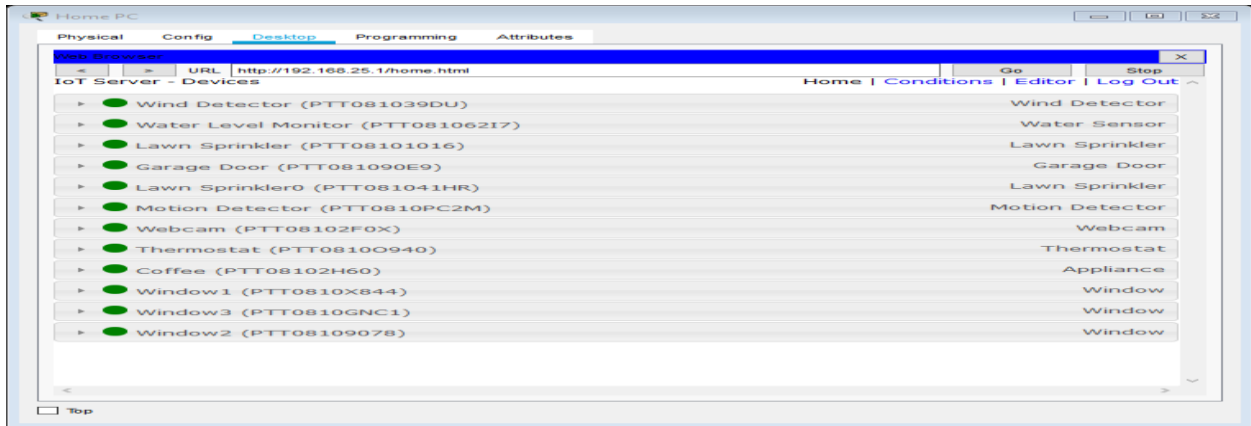 Home PC
Physical Config Desktop Programming Attributes
Web Browser X
< > URL http://192.168.25.1/home.html Go Stop
IoT Server - Devices Home | Conditions | Editor | Log Out
Wind Detector (PTT081039DU) Wind Detector
Water Level Monitor (PTT081062I7) Water Sensor
Lawn Sprinkler (PTT08101016) Lawn Sprinkler
Garage Door (PTT081090E9) Garage Door
Lawn Sprinkler0 (PTT081041HR) Lawn Sprinkler
Motion Detector (PTT0810PC2M) Motion Detector
Webcam (PTT08102F0X) Webcam
Thermostat (PTT0810O940) Thermostat
Coffee (PTT08102H60) Appliance
Window1 (PTT0810X844) Window
Window3 (PTT0810GNC1) Window
Window2 (PTT08109078) Window
Top